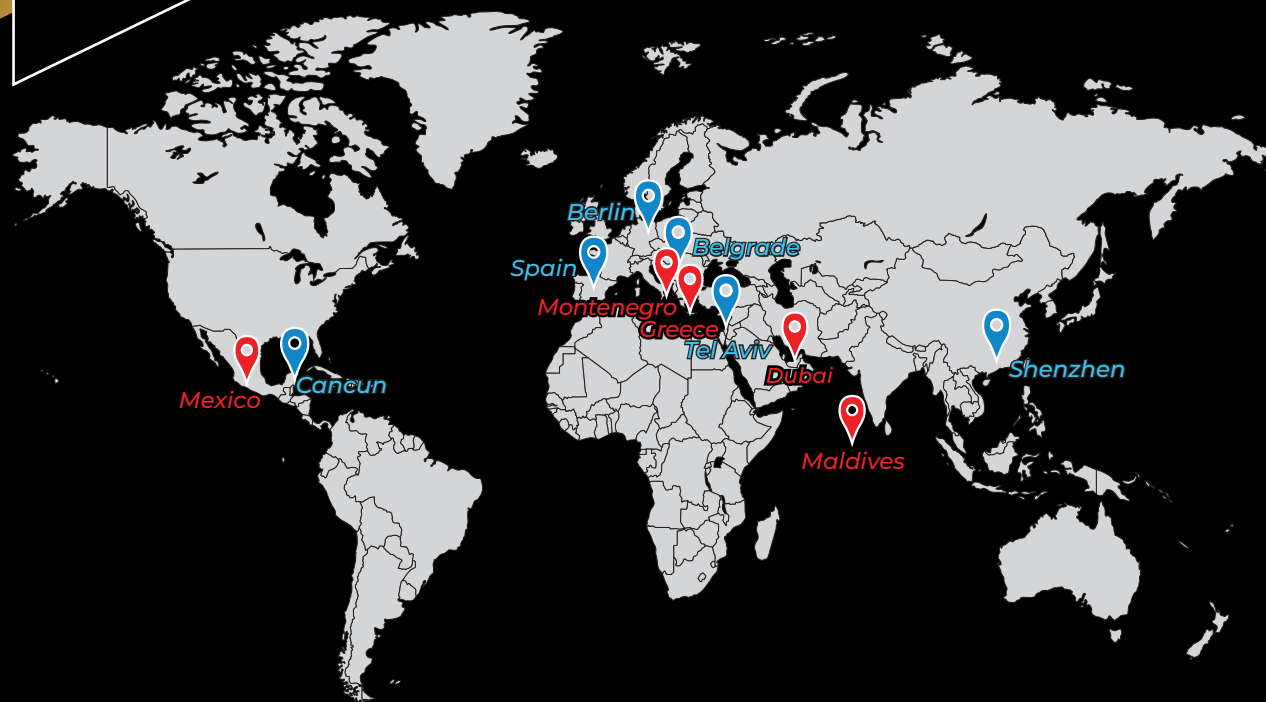 Berlin
Belgrade
Spain
Montenegro
Greece
Tel Aviv
Shenzhen
Dubai
Cancun
Mexico
Maldives